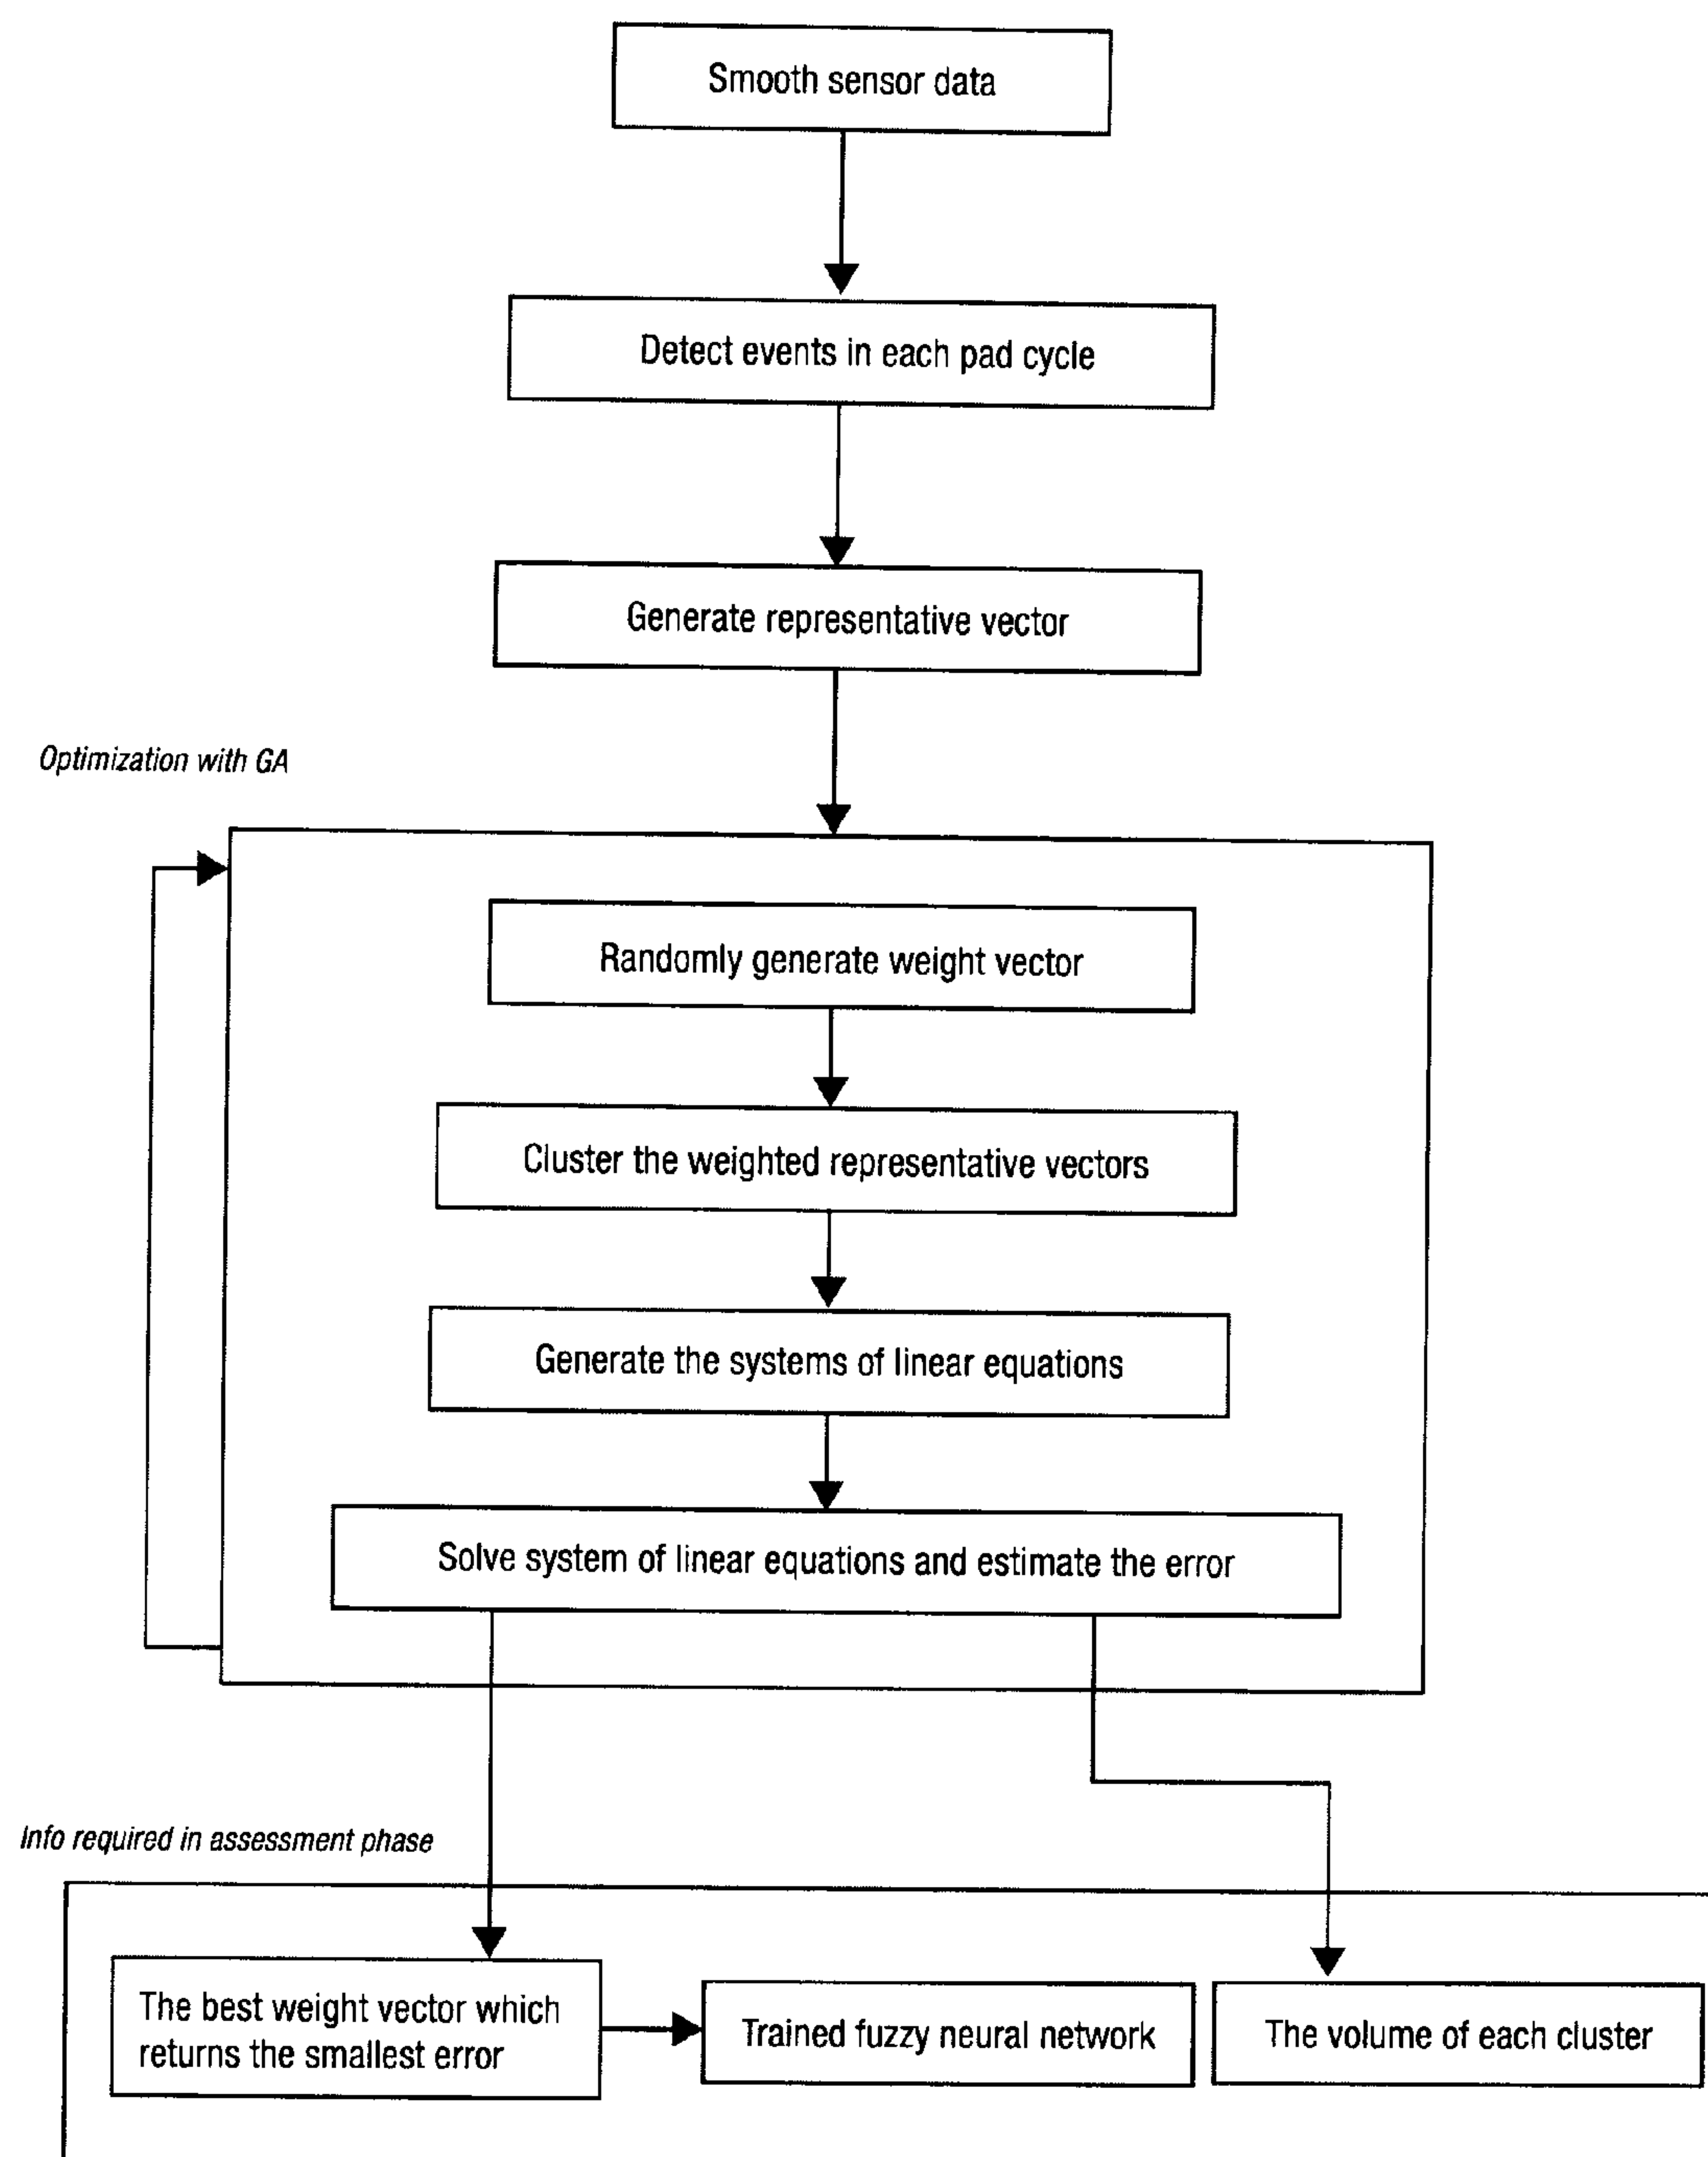 Smooth sensor data
Detect events in each pad cycle
Generate representative vector
Optimization with GA
Randomly generate weight vector
Cluster the weighted representative vectors
Generate the systems of linear equations
Solve system of linear equations and estimate the error
Info required in assessment phase
The best weight vector which
returns the smallest error
Trained fuzzy neural network
The volume of each cluster